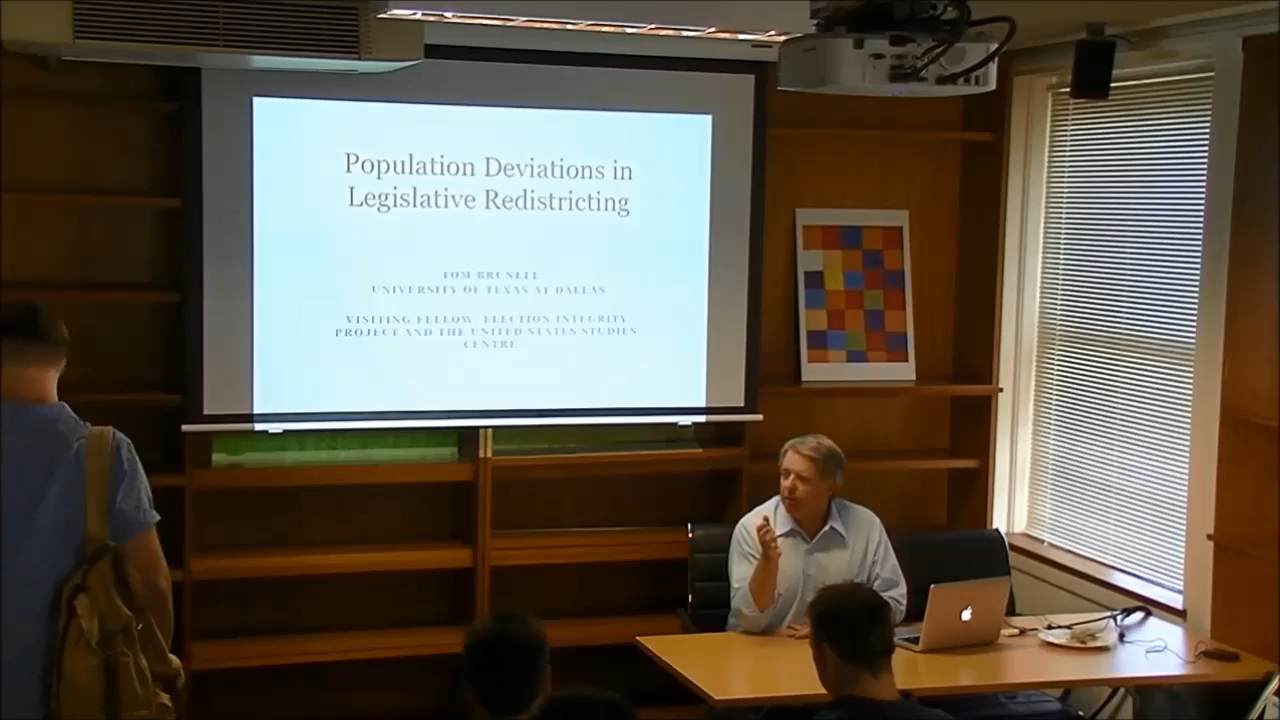 Population Deviations in
Legislative Redistricting
TOM BRUNELL
UNIVERSITY OF TEXAS AT DALLAS
VISITING FELLOW, ELECTION INTEGRITY
PROJECT AND THE UNITED STATES STUDIES
CENTRE